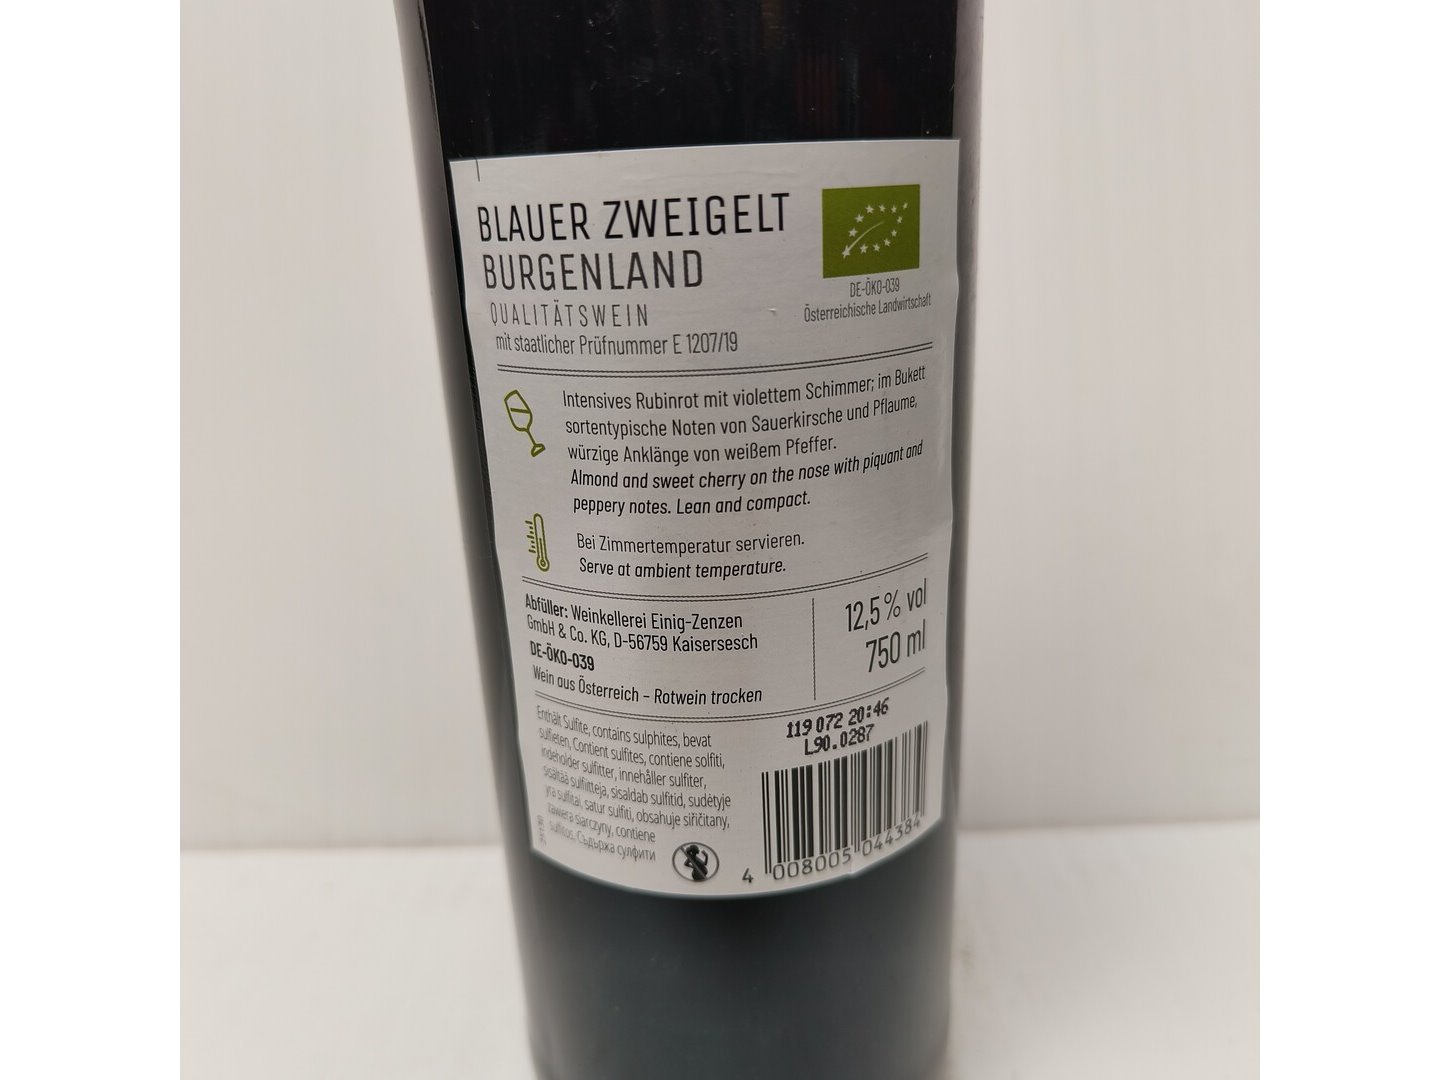 BLAUER ZWEIGELT
BURGENLAND
QUALITÄTSWEIN
mit staatlicher Prüfnummer E 1207/19
DE-ÖKO-039
Österreichische Landwirtschaft
Intensives Rubinrot mit violettem Schimmer; im Bukett
sortentypische Noten von Sauerkirsche und Pflaume,
würzige Anklänge von weißem Pfeffer.
Almond and sweet cherry on the nose with piquant and
peppery notes. Lean and compact.
Bei Zimmertemperatur servieren.
Serve at ambient temperature.
Abfüller: Weinkellerei Einig-Zenzen
GmbH & Co. KG, D-56759 Kaisersesch
DE-ÖKO-039
Wein aus Österreich – Rotwein trocken
12,5% vol
750 ml
Enthält Sulfite, contains sulphites, bevat
sulfieten, Contient sulfites, contiene solfiti,
indeholder sulfitter, innehåller sulfiter,
sisältää sulfiitteja, sisaldab sulfitid, sudėtyje
yra sulfitai, satur sulfiti, obsahuje siřičitany,
zawiera siarczyny, contiene
sulfitos, Съдържа сулфити
119 072 20:46
L90.0287
4 008005 044384